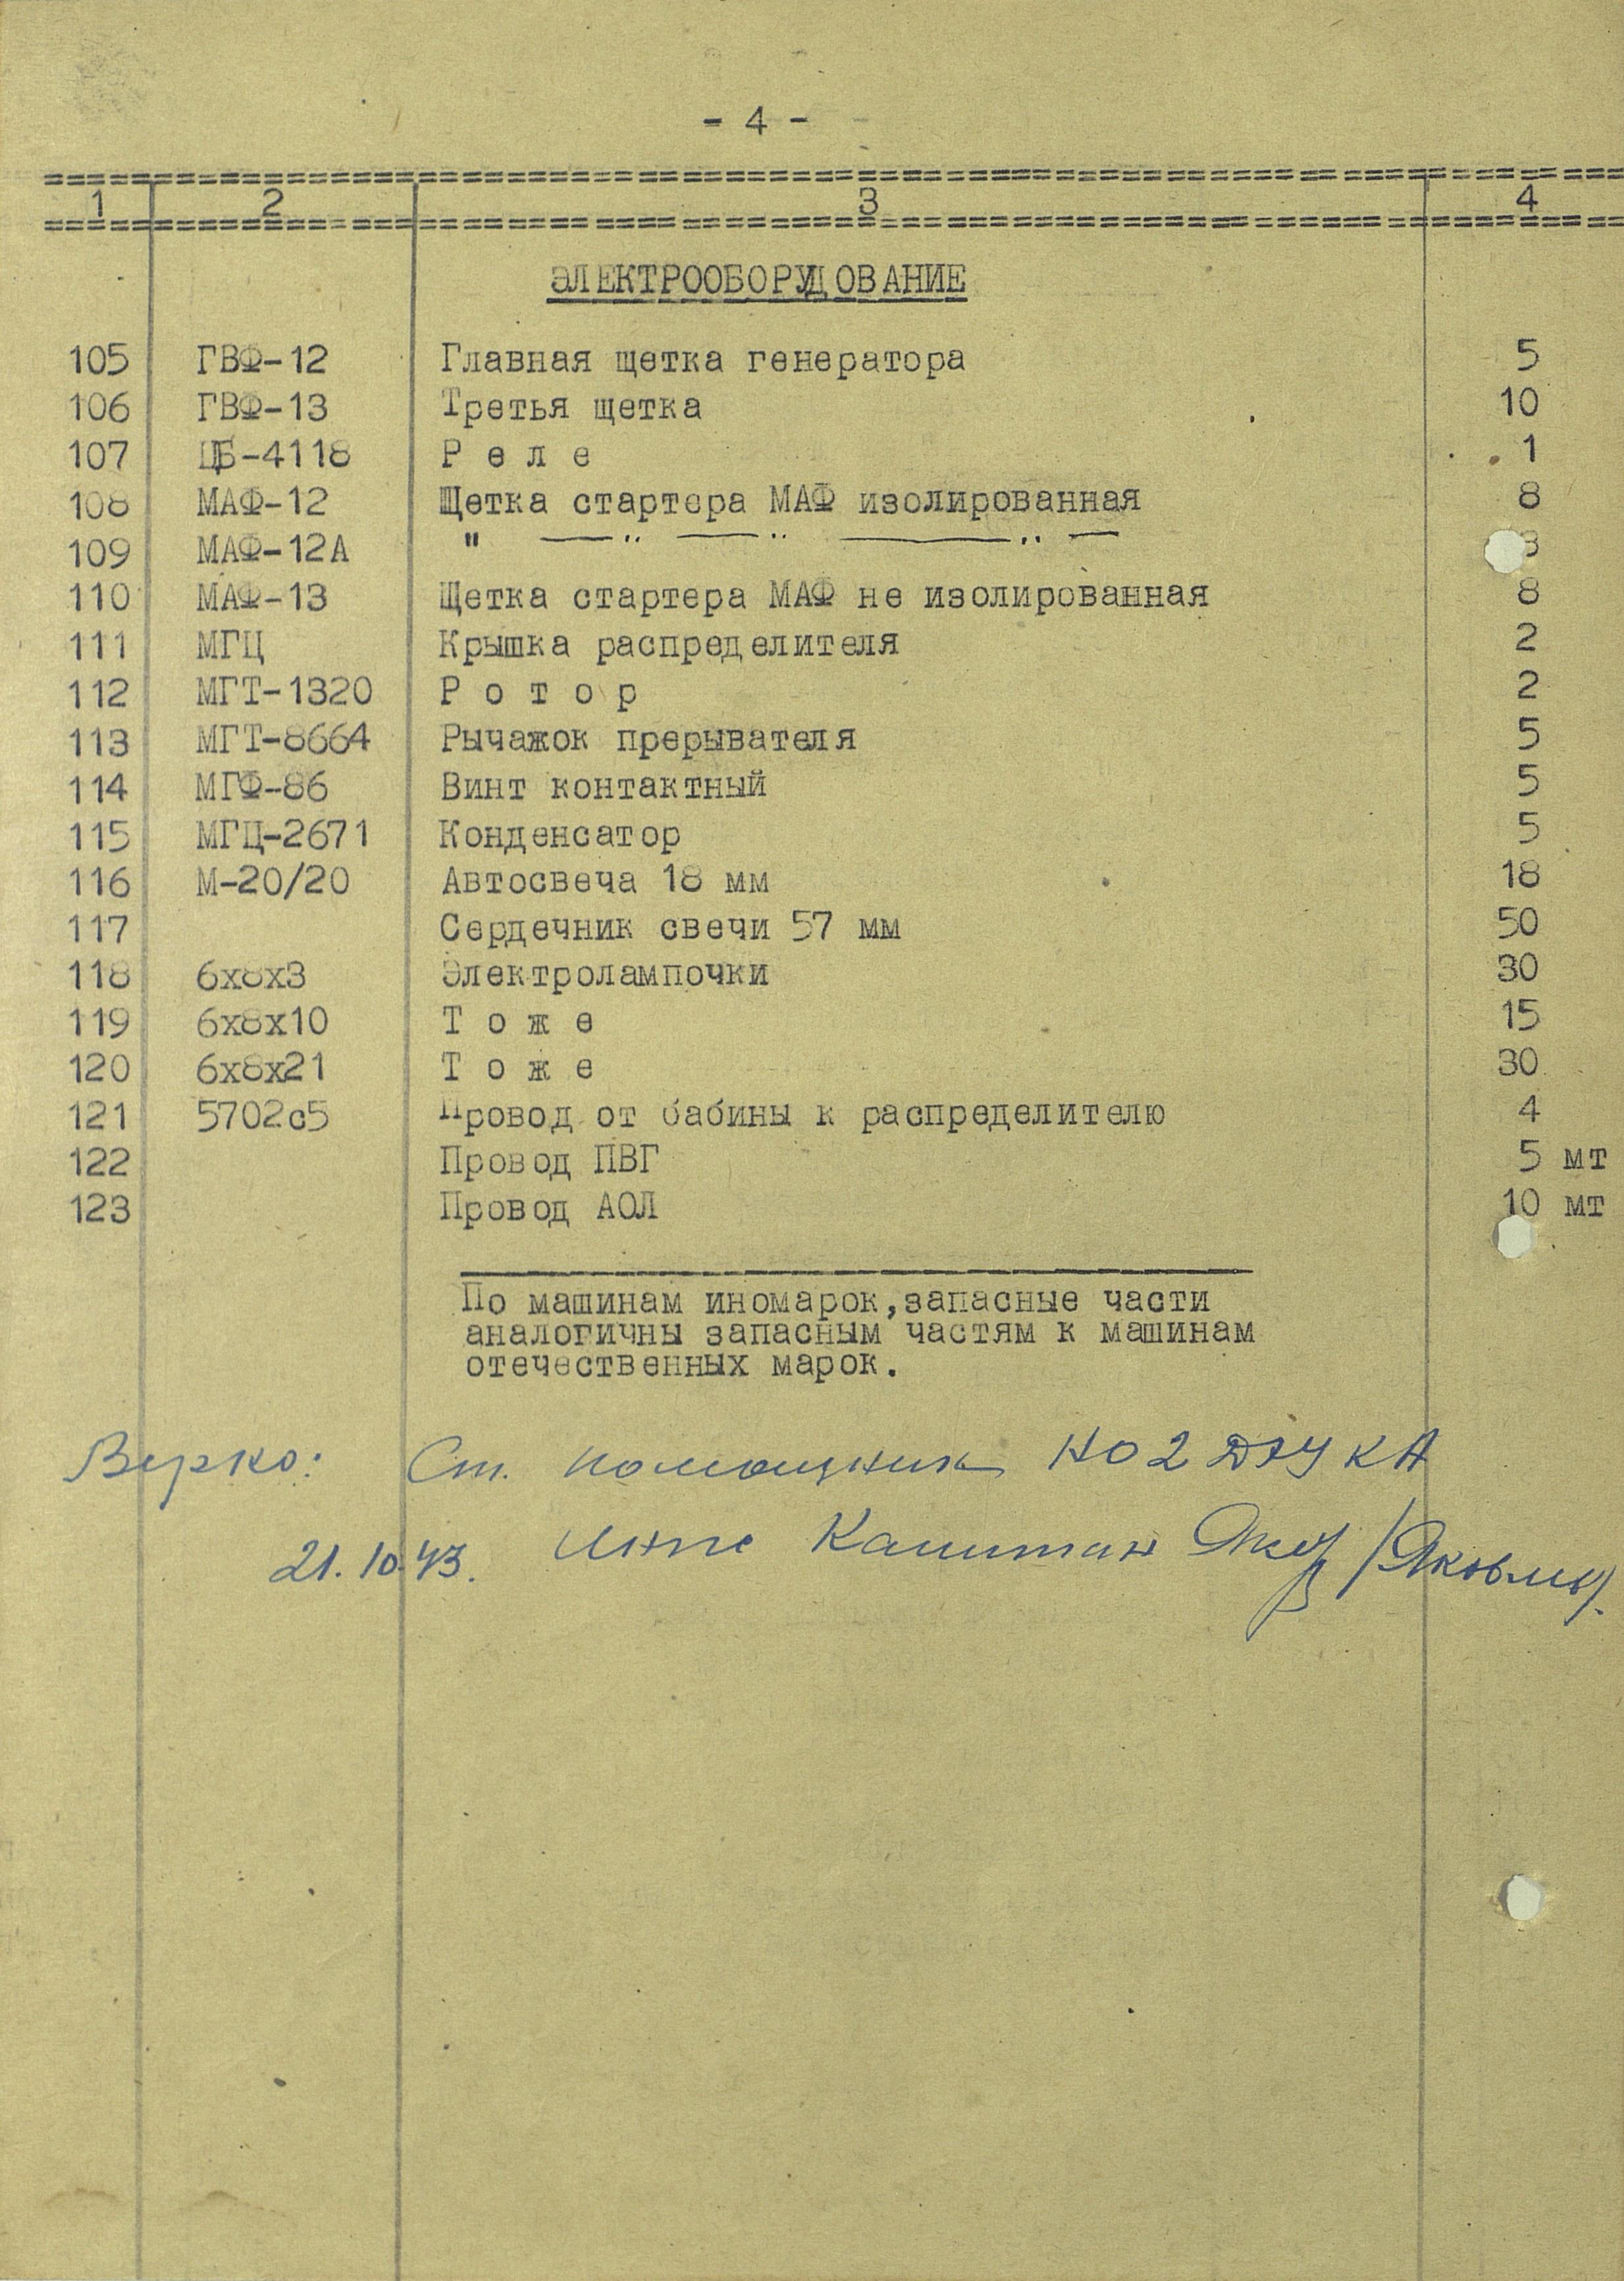 - 4 -
1 2 3 4
ЭЛЕКТРООБОРУДОВАНИЕ
105 ГВФ-12 Главная щетка генератора 5
106 ГВФ-13 Третья щетка 10
107 ЦБ-4118 Р е л е 1
108 МАФ-12 Щетка стартера МАФ изолированная 8
109 МАФ-12А " —"— —"— —"—
110 МАФ-13 Щетка стартера МАФ не изолированная 8
111 МГЦ Крышка распределителя 2
112 МГТ-1320 Р о т о р 2
113 МГТ-8664 Рычажок прерывателя 5
114 МГФ-86 Винт контактный 5
115 МГЦ-2671 Конденсатор 5
116 М-20/20 Автосвеча 18 мм 18
117 Сердечник свечи 57 мм 50
118 6х8х3 Электролампочки 30
119 6х8х10 Т о ж е 15
120 6х8х21 Т о ж е 30
121 5702с5 Провод от бабины к распределителю 4
122 Провод ПВГ 5 мт
123 Провод АОЛ 10 мт
По машинам иномарок,запасные части
аналогичны запасным частям к машинам
отечественных марок.
Верно: Ст. помощник НО 2 ДХУ КА
21.10.43. Капитан /Яковлев/.